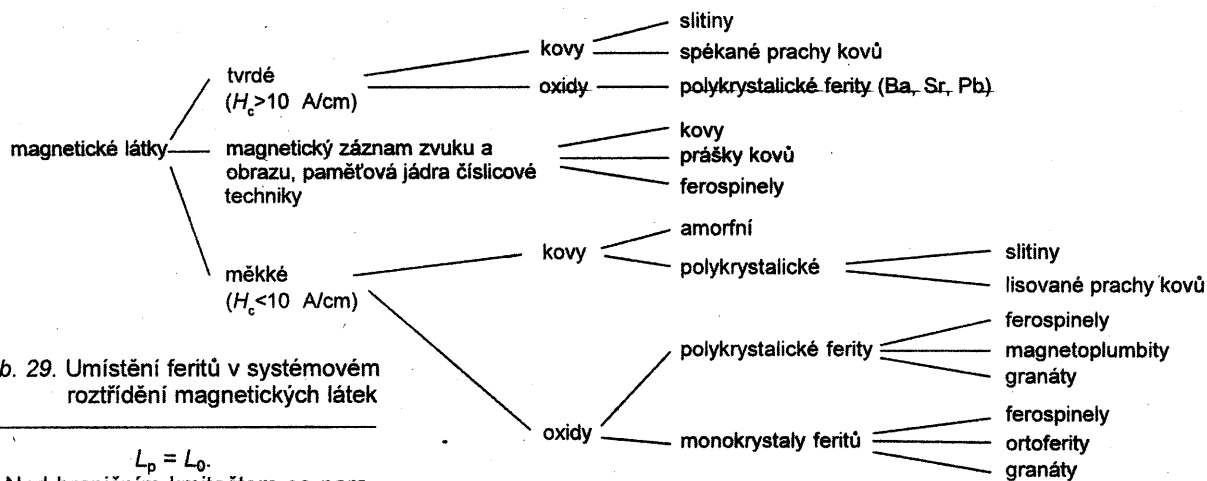 slitiny
kovy
spékané prachy kovů
tvrdé
(Hc>10 A/cm)
oxidy
polykrystalické ferity (Ba, Sr, Pb)
magnetické látky
magnetický záznam zvuku a
obrazu, paměťová jádra číslicové
techniky
kovy
prášky kovů
ferospinely
měkké
(Hc<10 A/cm)
kovy
amorfní
polykrystalické
slitiny
lisované prachy kovů
oxidy
polykrystalické ferity
ferospinely
magnetoplumbity
granáty
monokrystaly feritů
ferospinely
ortoferity
granáty
b. 29. Umístění feritů v systémovém
roztřídění magnetických látek
Lp = L0.